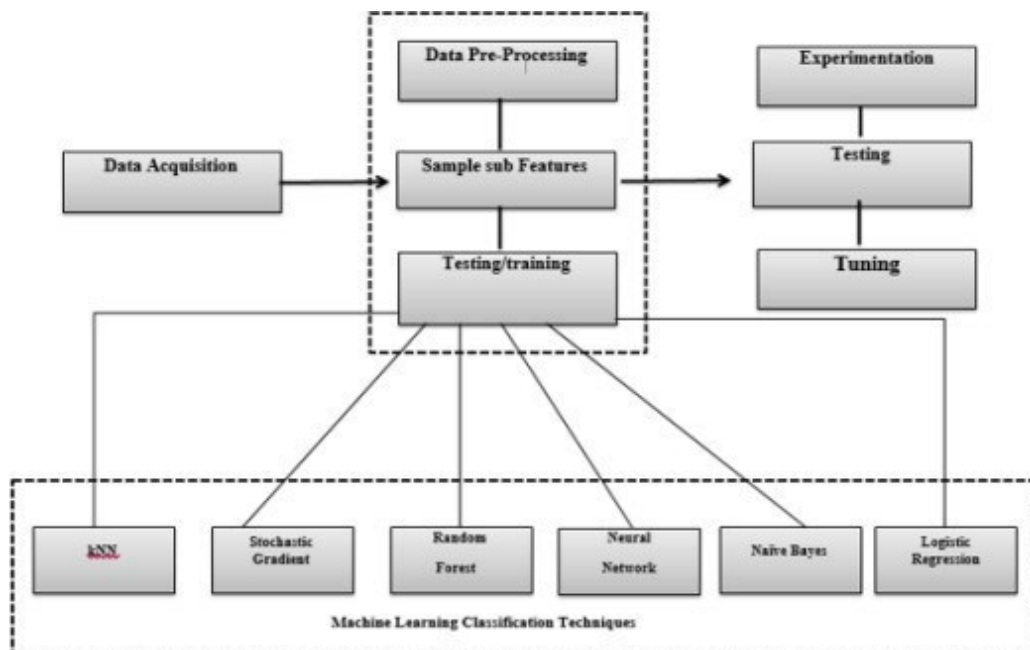 Data Pre-Processing
Experimentation
Data Acquisition
Sample sub Features
Testing
Testing/training
Tuning
kNN
Stochastic
Gradient
Random
Forest
Neural
Network
Naïve Bayes
Logistic
Regression
Machine Learning Classification Techniques